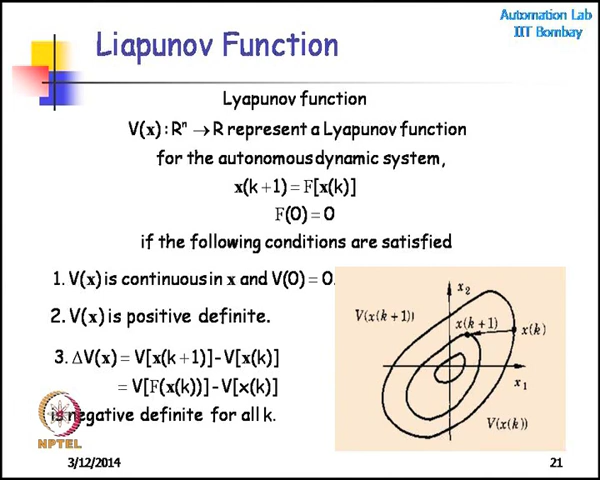 Automation Lab
IIT Bombay
Liapunov Function
Lyapunov function
V(x) : Rⁿ → R represent a Lyapunov function
for the autonomous dynamic system,
x(k + 1) = F[x(k)]
F(0) = 0
if the following conditions are satisfied
1. V(x) is continuous in x and V(0) = 0.
2. V(x) is positive definite.
3. ΔV(x) = V[x(k + 1)] - V[x(k)]
= V[F(x(k))] - V[x(k)]
is negative definite for all k.
x₂
V(x(k+1))
x(k+1)
x(k)
x₁
V(x(k))
NPTEL
3/12/2014
21